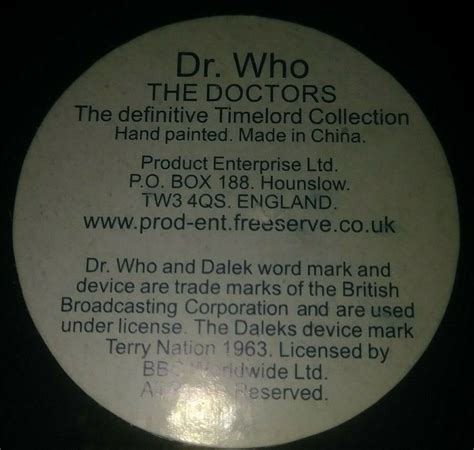 Dr. Who
THE DOCTORS
The definitive Timelord Collection
Hand painted. Made in China.
Product Enterprise Ltd.
P.O. BOX 188. Hounslow.
TW3 4QS. ENGLAND.
www.prod-ent.freeserve.co.uk
Dr. Who and Dalek word mark and
device are trade marks of the British
Broadcasting Corporation and are used
under license. The Daleks device mark
Terry Nation 1963. Licensed by
BBC Worldwide Ltd.
All Rights Reserved.